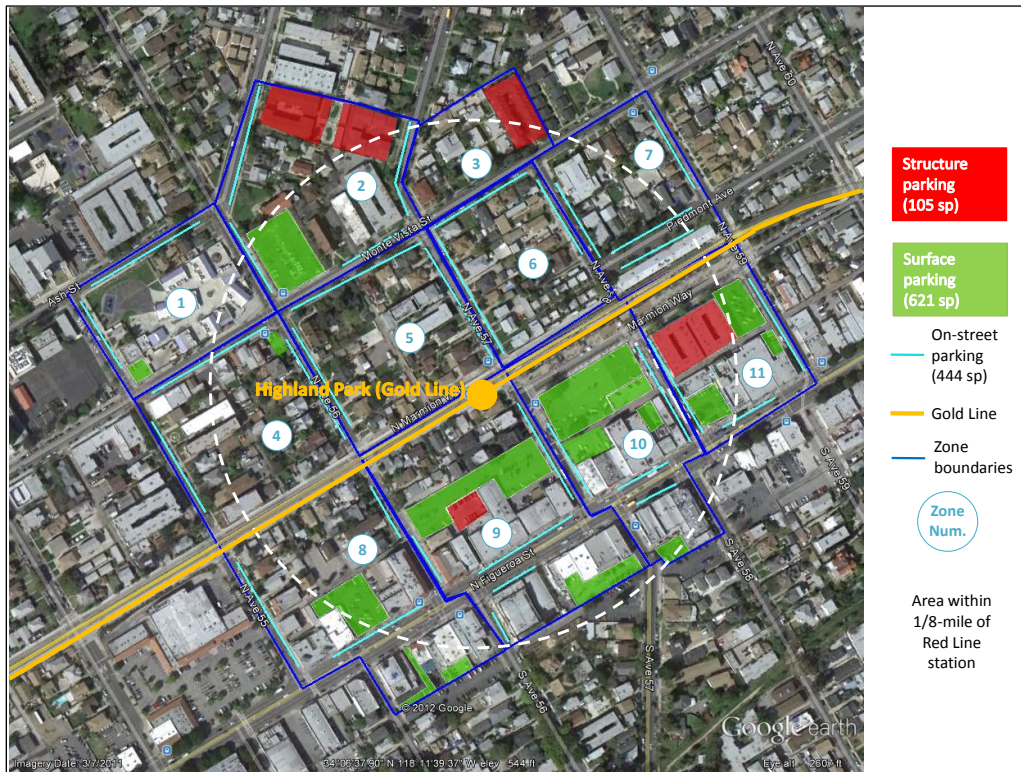 N Ave 60
2
3
7
Piedmont Ave
Monte Vista St
N Ave 59
Ash St
1
6
5
N Ave 57
Marmion Way
Highland Park (Gold Line)
N Ave 56
4
11
10
9
8
N Figueroa St
N Ave 55
S Ave 59
S Ave 58
S Ave 57
S Ave 56
© 2012 Google
Google earth
Imagery Date: 3/7/2011
Structure
parking
(105 sp)
Surface
parking
(621 sp)
On-street
parking
(444 sp)
Gold Line
Zone
boundaries
Zone
Num.
Area within
1/8-mile of
Red Line
station